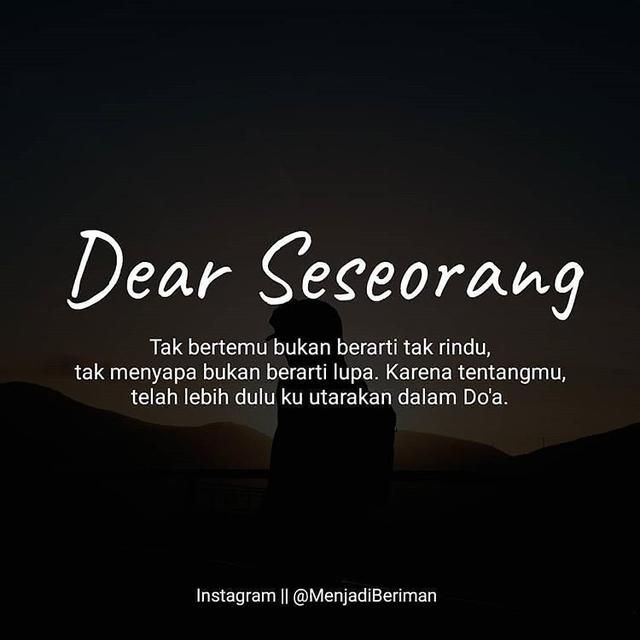 Dear Seseorang
Tak bertemu bukan berarti tak rindu,
tak menyapa bukan berarti lupa. Karena tentangmu,
telah lebih dulu ku utarakan dalam Do'a.
Instagram || @MenjadiBeriman